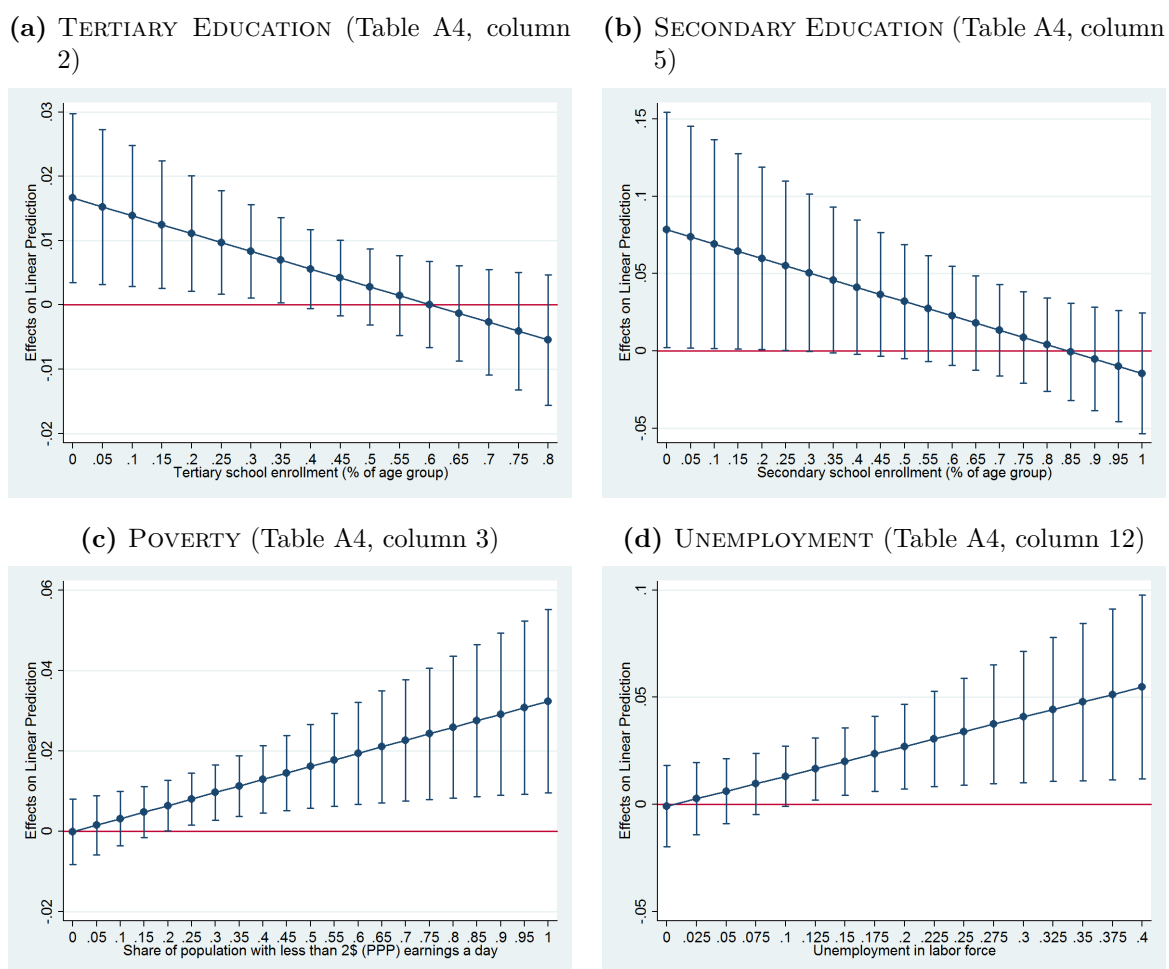 (a) TERTIARY EDUCATION (Table A4, column
2)
.03
.02
.01
0
-.01
-.02
Effects on Linear Prediction
0 .05 .1 .15 .2 .25 .3 .35 .4 .45 .5 .55 .6 .65 .7 .75 .8
Tertiary school enrollment (% of age group)
(b) SECONDARY EDUCATION (Table A4, column
5)
.15
.1
.05
0
-.05
Effects on Linear Prediction
0 .05 .1 .15 .2 .25 .3 .35 .4 .45 .5 .55 .6 .65 .7 .75 .8 .85 .9 .95 1
Secondary school enrollment (% of age group)
(c) POVERTY (Table A4, column 3)
.06
.04
.02
0
-.02
Effects on Linear Prediction
0 .05 .1 .15 .2 .25 .3 .35 .4 .45 .5 .55 .6 .65 .7 .75 .8 .85 .9 .95 1
Share of population with less than 2$ (PPP) earnings a day
(d) UNEMPLOYMENT (Table A4, column 12)
.1
.05
0
-.05
Effects on Linear Prediction
0 .025 .05 .075 .1 .125 .15 .175 .2 .225 .25 .275 .3 .325 .35 .375 .4
Unemployment in labor force